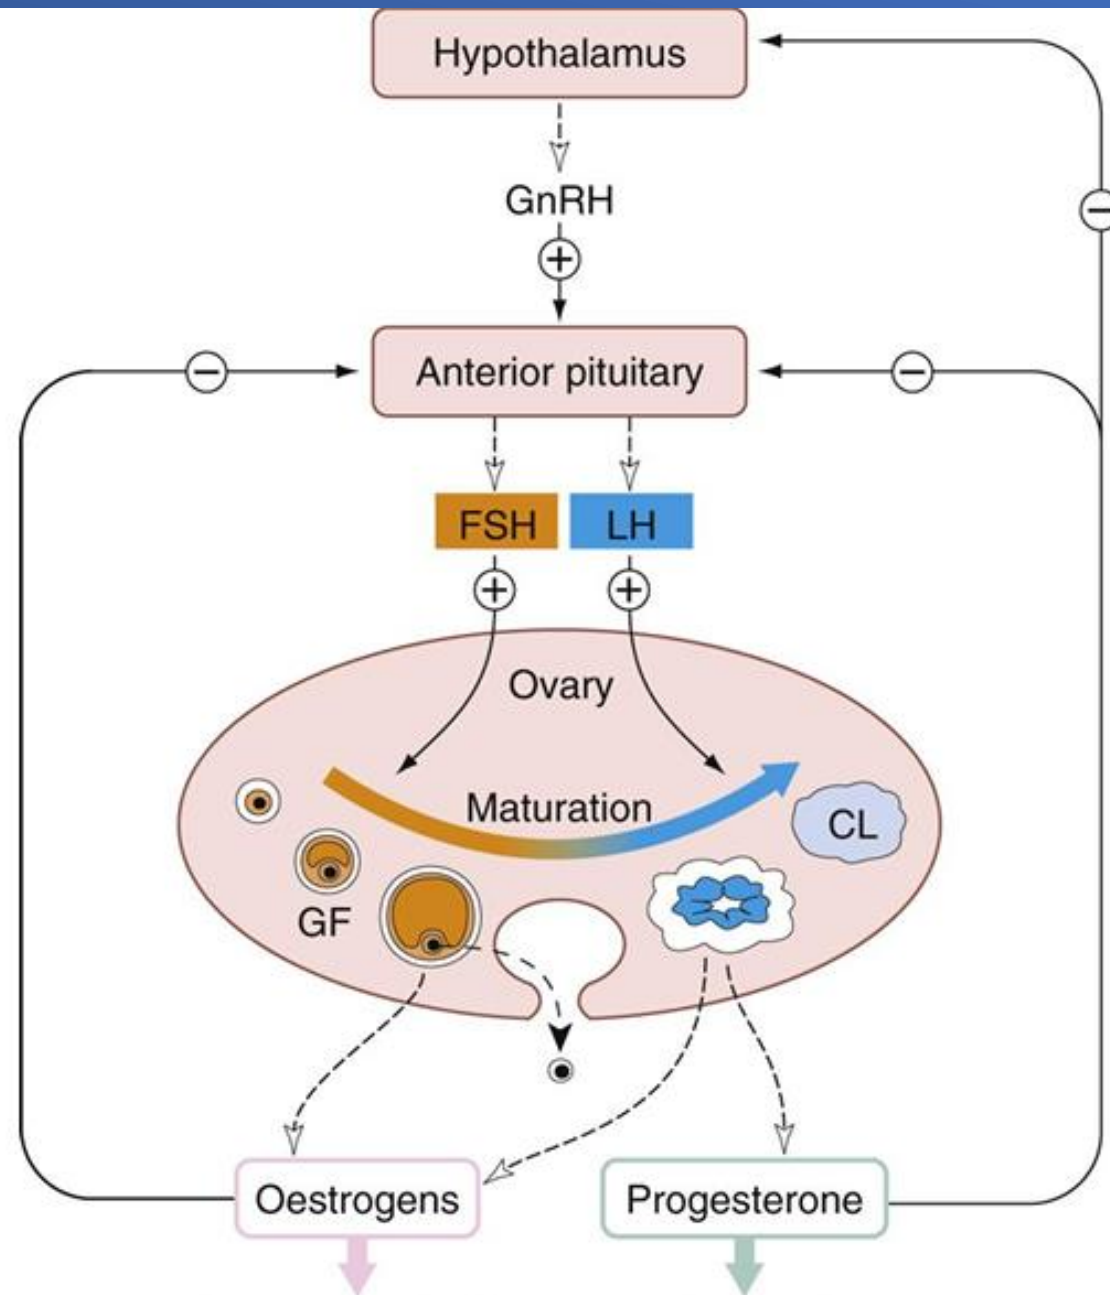 Hypothalamus
GnRH
+
−
−
Anterior pituitary
−
FSH
LH
+
+
Ovary
Maturation
CL
GF
Oestrogens
Progesterone